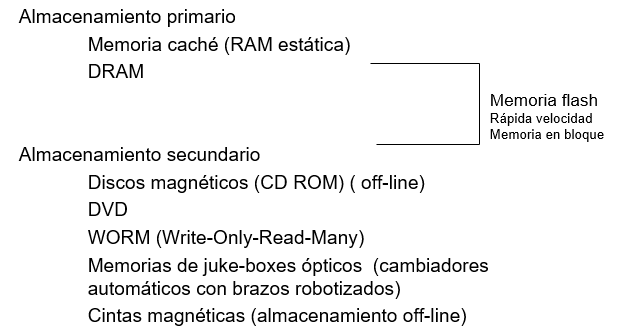 Almacenamiento primario
Memoria caché (RAM estática)
DRAM
Memoria flash
Rápida velocidad
Memoria en bloque
Almacenamiento secundario
Discos magnéticos (CD ROM) ( off-line)
DVD
WORM (Write-Only-Read-Many)
Memorias de juke-boxes ópticos (cambiadores
automáticos con brazos robotizados)
Cintas magnéticas (almacenamiento off-line)